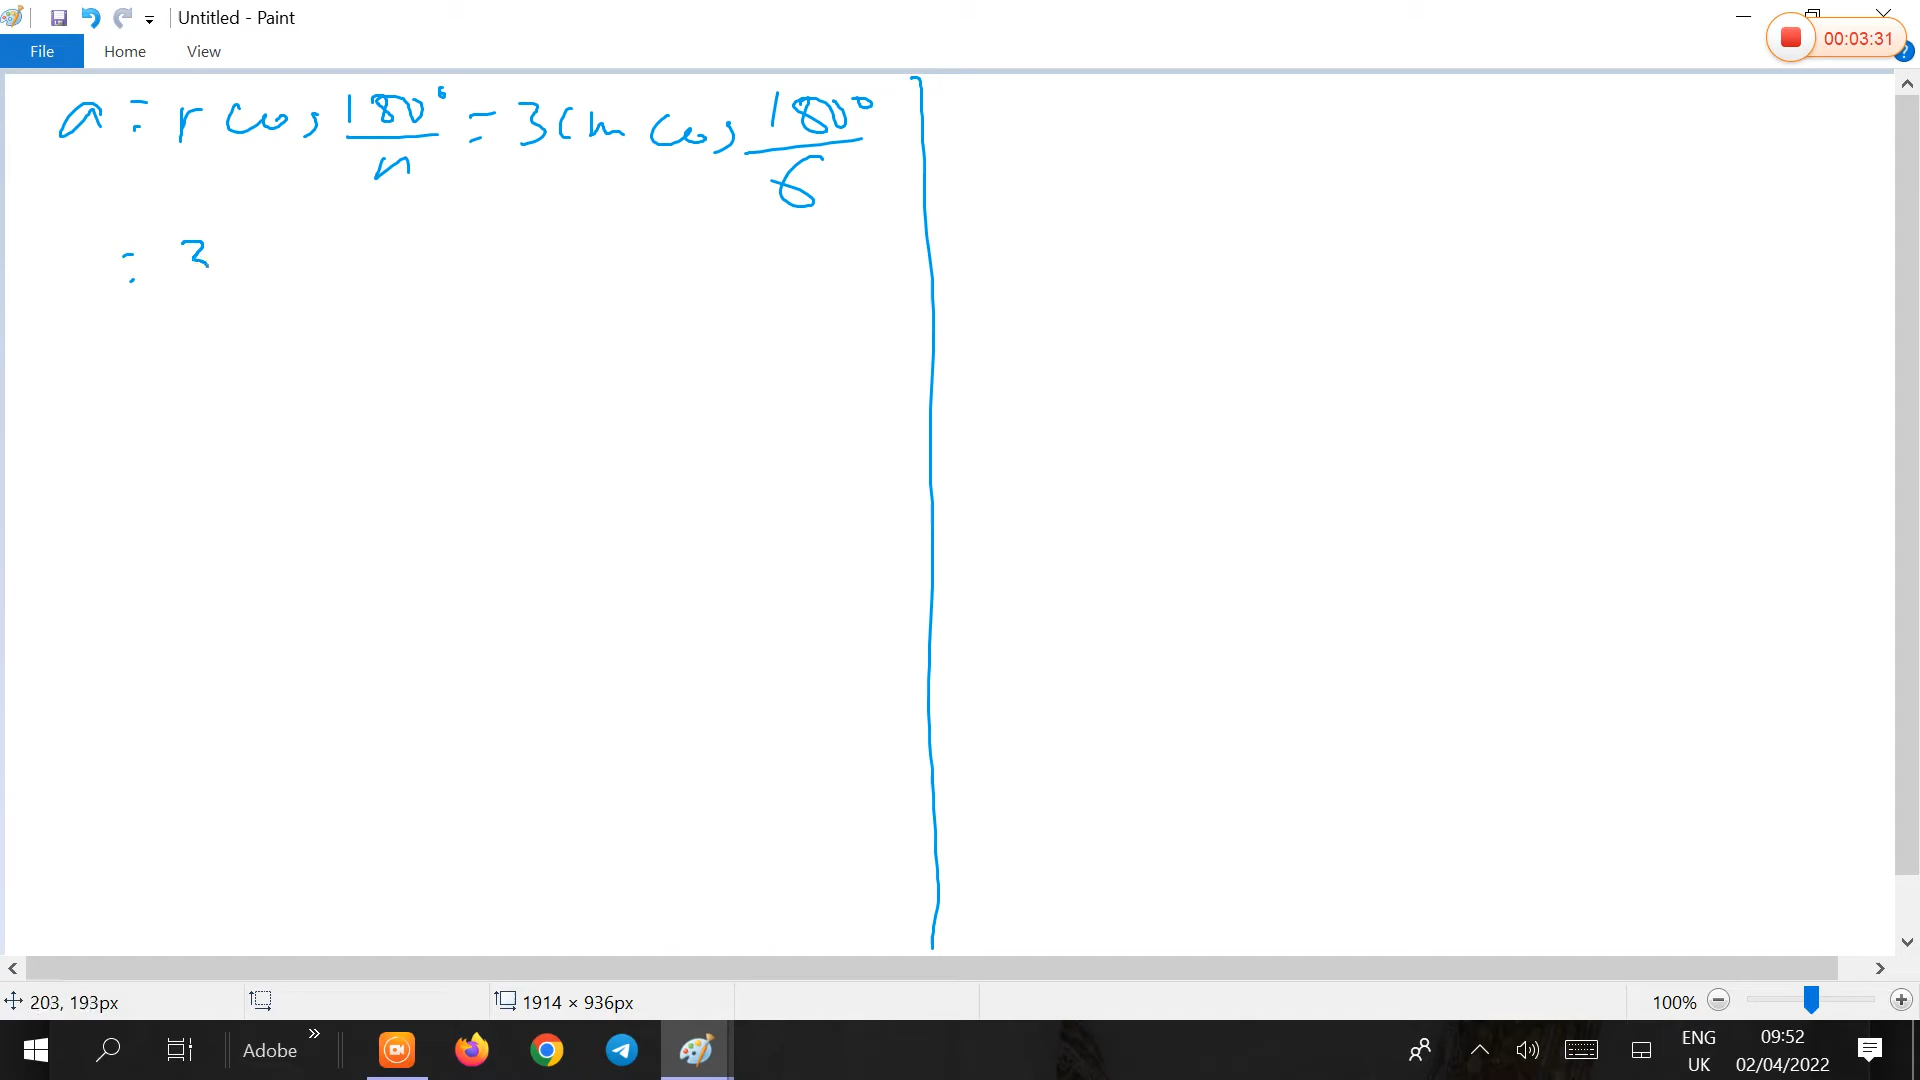 Untitled - Paint
00:03:31
File Home View
a = r cos 180°/n = 3cm cos 180°/6
= 3
203, 193px
1914 × 936px
100%
Adobe
»
ENG
UK
09:52
02/04/2022